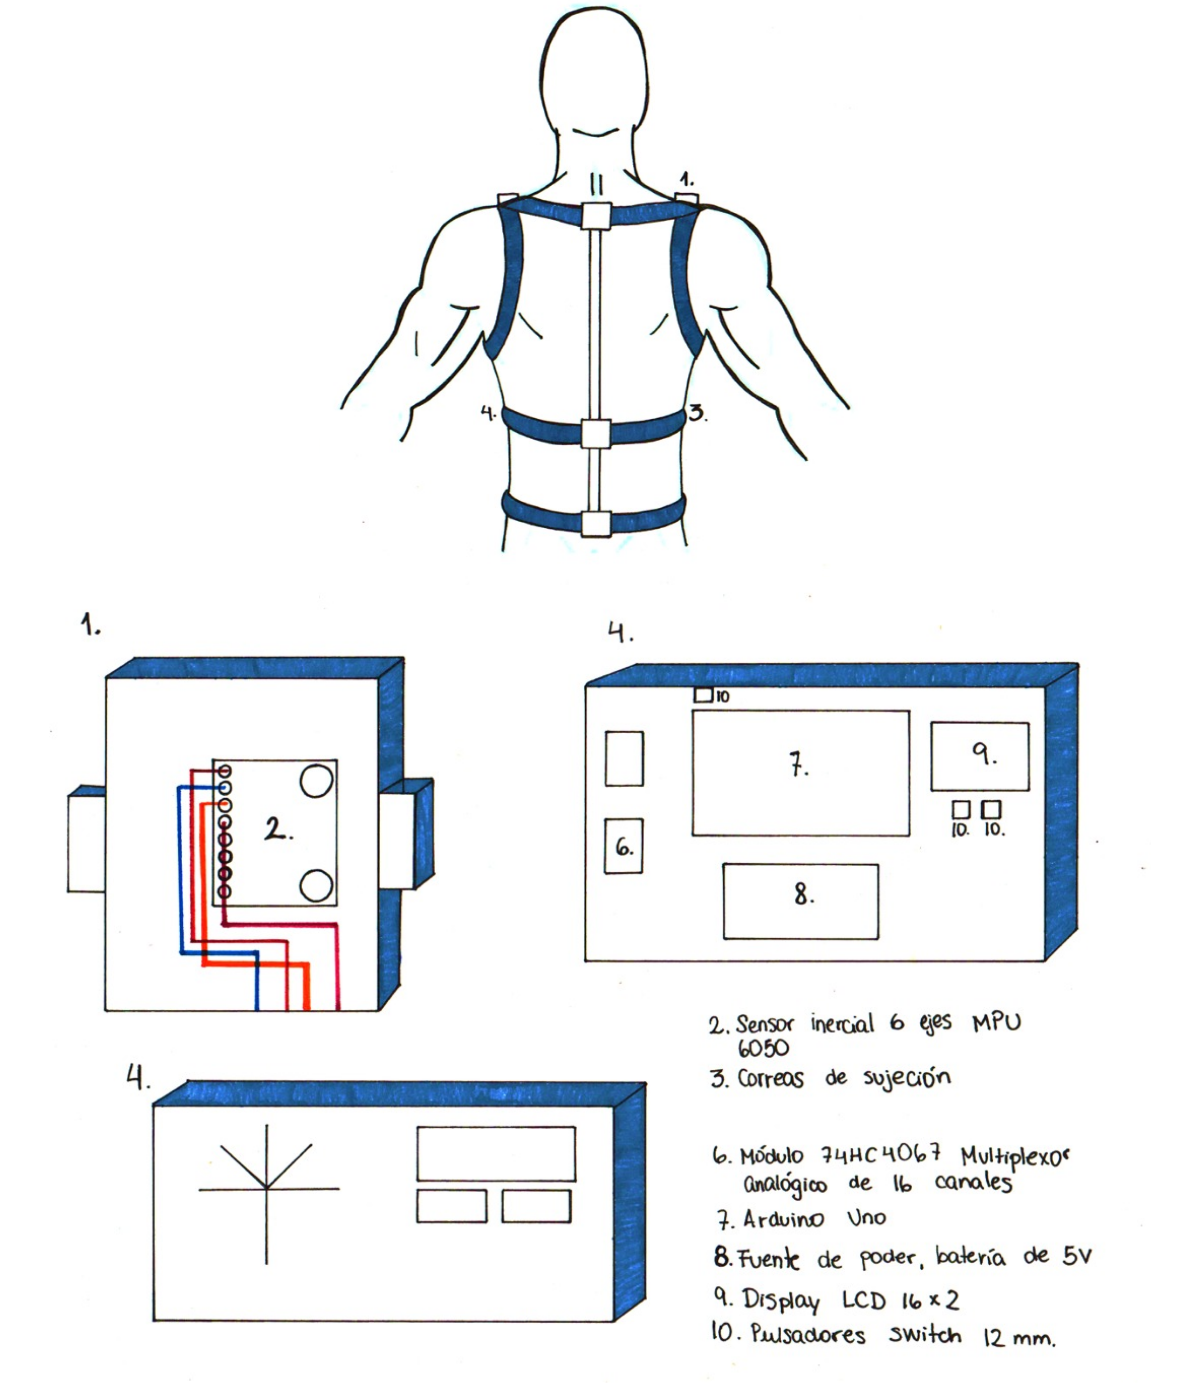 1.
4.
3.
1.
4.
10
7.
9.
2.
6.
10. 10.
8.
2. Sensor inercial 6 ejes MPU
6050
3. Correas de sujeción
4.
6. Módulo 74HC4067 Multiplexor
analógico de 16 canales
7. Arduino Uno
8. Fuente de poder, batería de 5V
9. Display LCD 16x2
10. Pulsadores switch 12 mm.